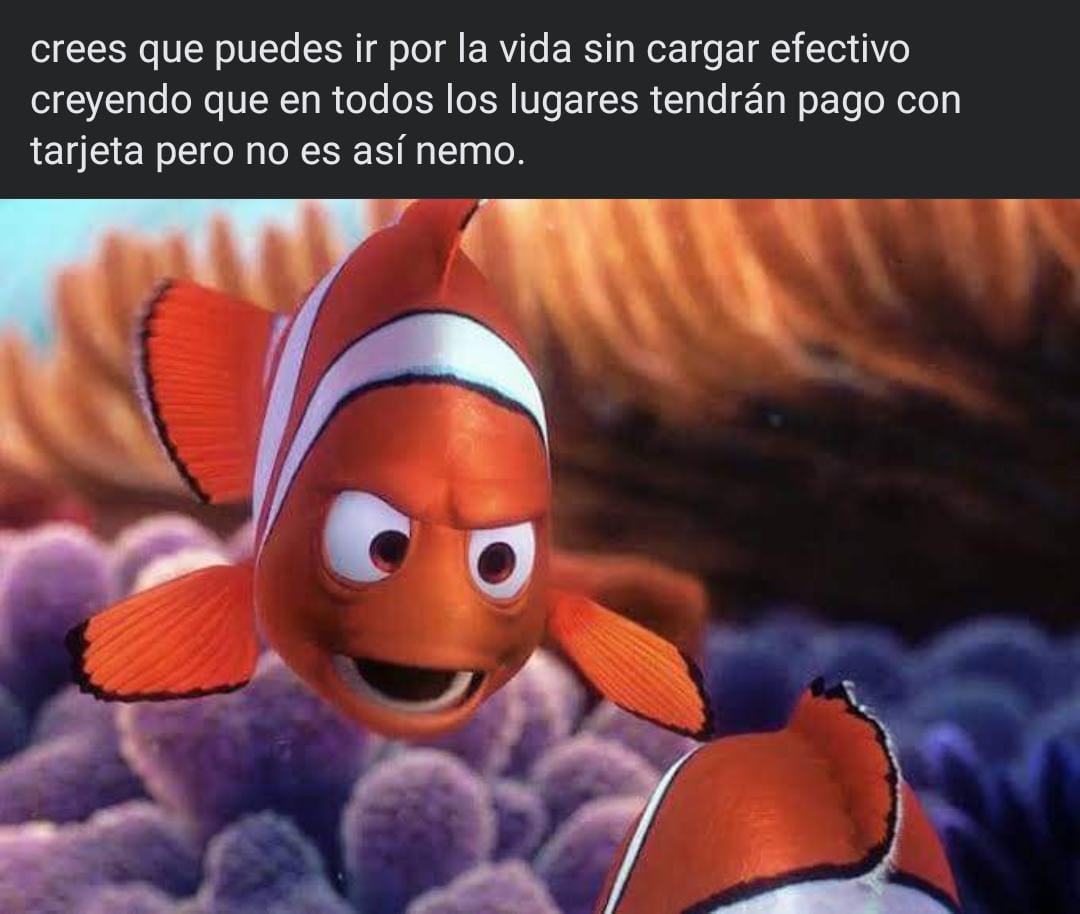 crees que puedes ir por la vida sin cargar efectivo
creyendo que en todos los lugares tendrán pago con
tarjeta pero no es así nemo.